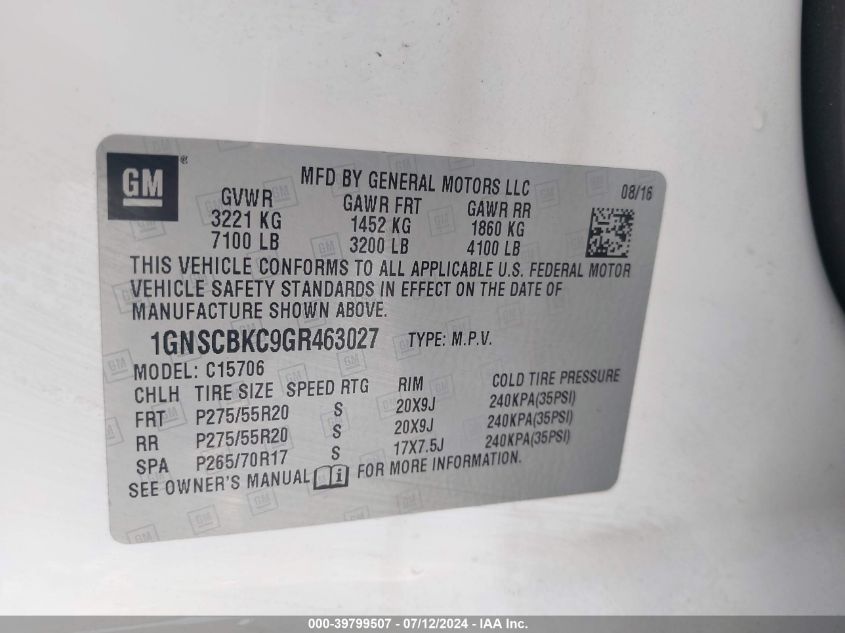 GM®
MFD BY GENERAL MOTORS LLC
08/16
GVWR GAWR FRT GAWR RR
3221 KG 1452 KG 1860 KG
7100 LB 3200 LB 4100 LB
THIS VEHICLE CONFORMS TO ALL APPLICABLE U.S. FEDERAL MOTOR
VEHICLE SAFETY STANDARDS IN EFFECT ON THE DATE OF
MANUFACTURE SHOWN ABOVE.
1GNSCBKC9GR463027 TYPE: M.P.V.
MODEL: C15706
CHLH TIRE SIZE SPEED RTG RIM COLD TIRE PRESSURE
FRT P275/55R20 S 20X9J 240KPA(35PSI)
RR P275/55R20 S 20X9J 240KPA(35PSI)
SPA P265/70R17 S 17X7.5J 240KPA(35PSI)
SEE OWNER'S MANUAL FOR MORE INFORMATION.
000-39799507 - 07/12/2024 - IAA Inc.